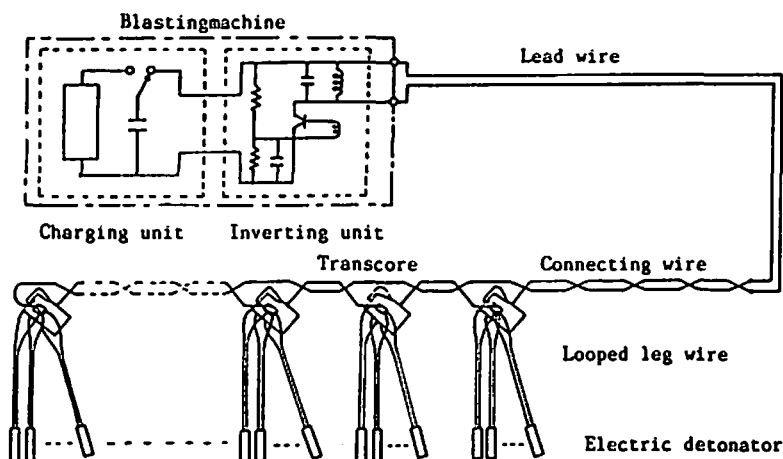 Blastingmachine
Lead wire
Charging unit Inverting unit
Transcore Connecting wire
Looped leg wire
Electric detonator